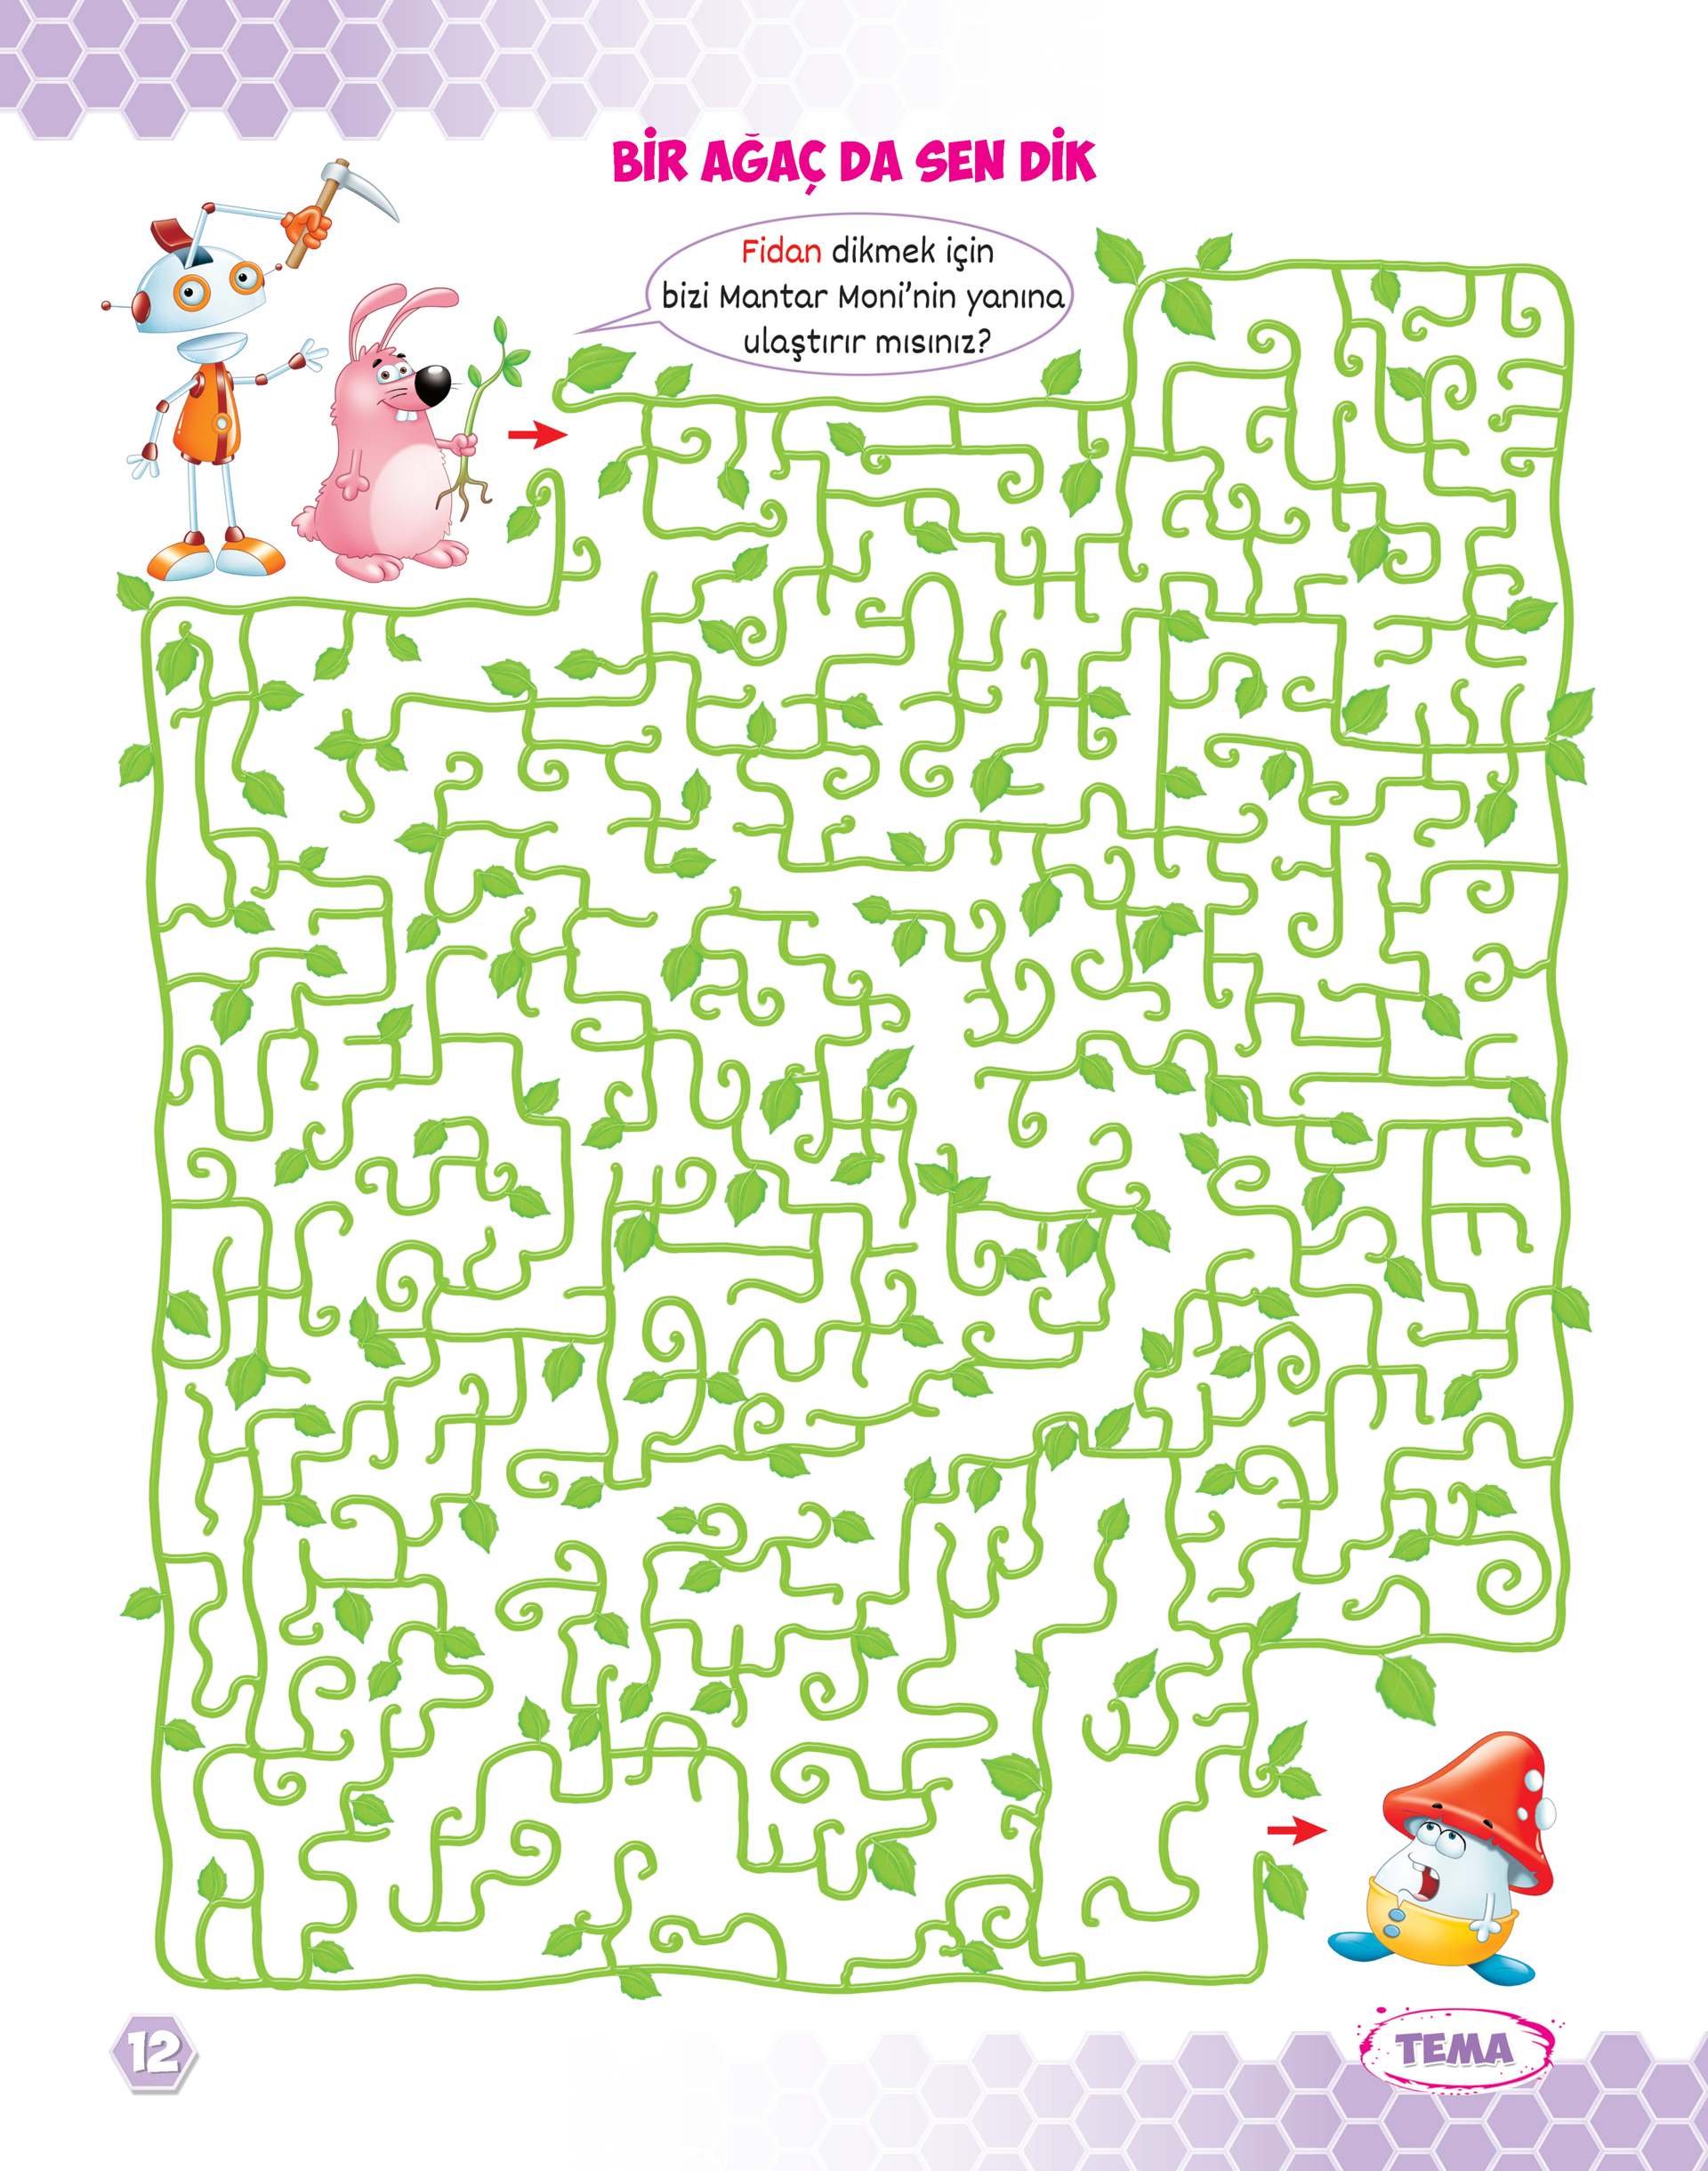 BİR AĞAÇ DA SEN DİK
Fidan dikmek için
bizi Mantar Moni'nin yanına
ulaştırır mısınız?
12
TEMA